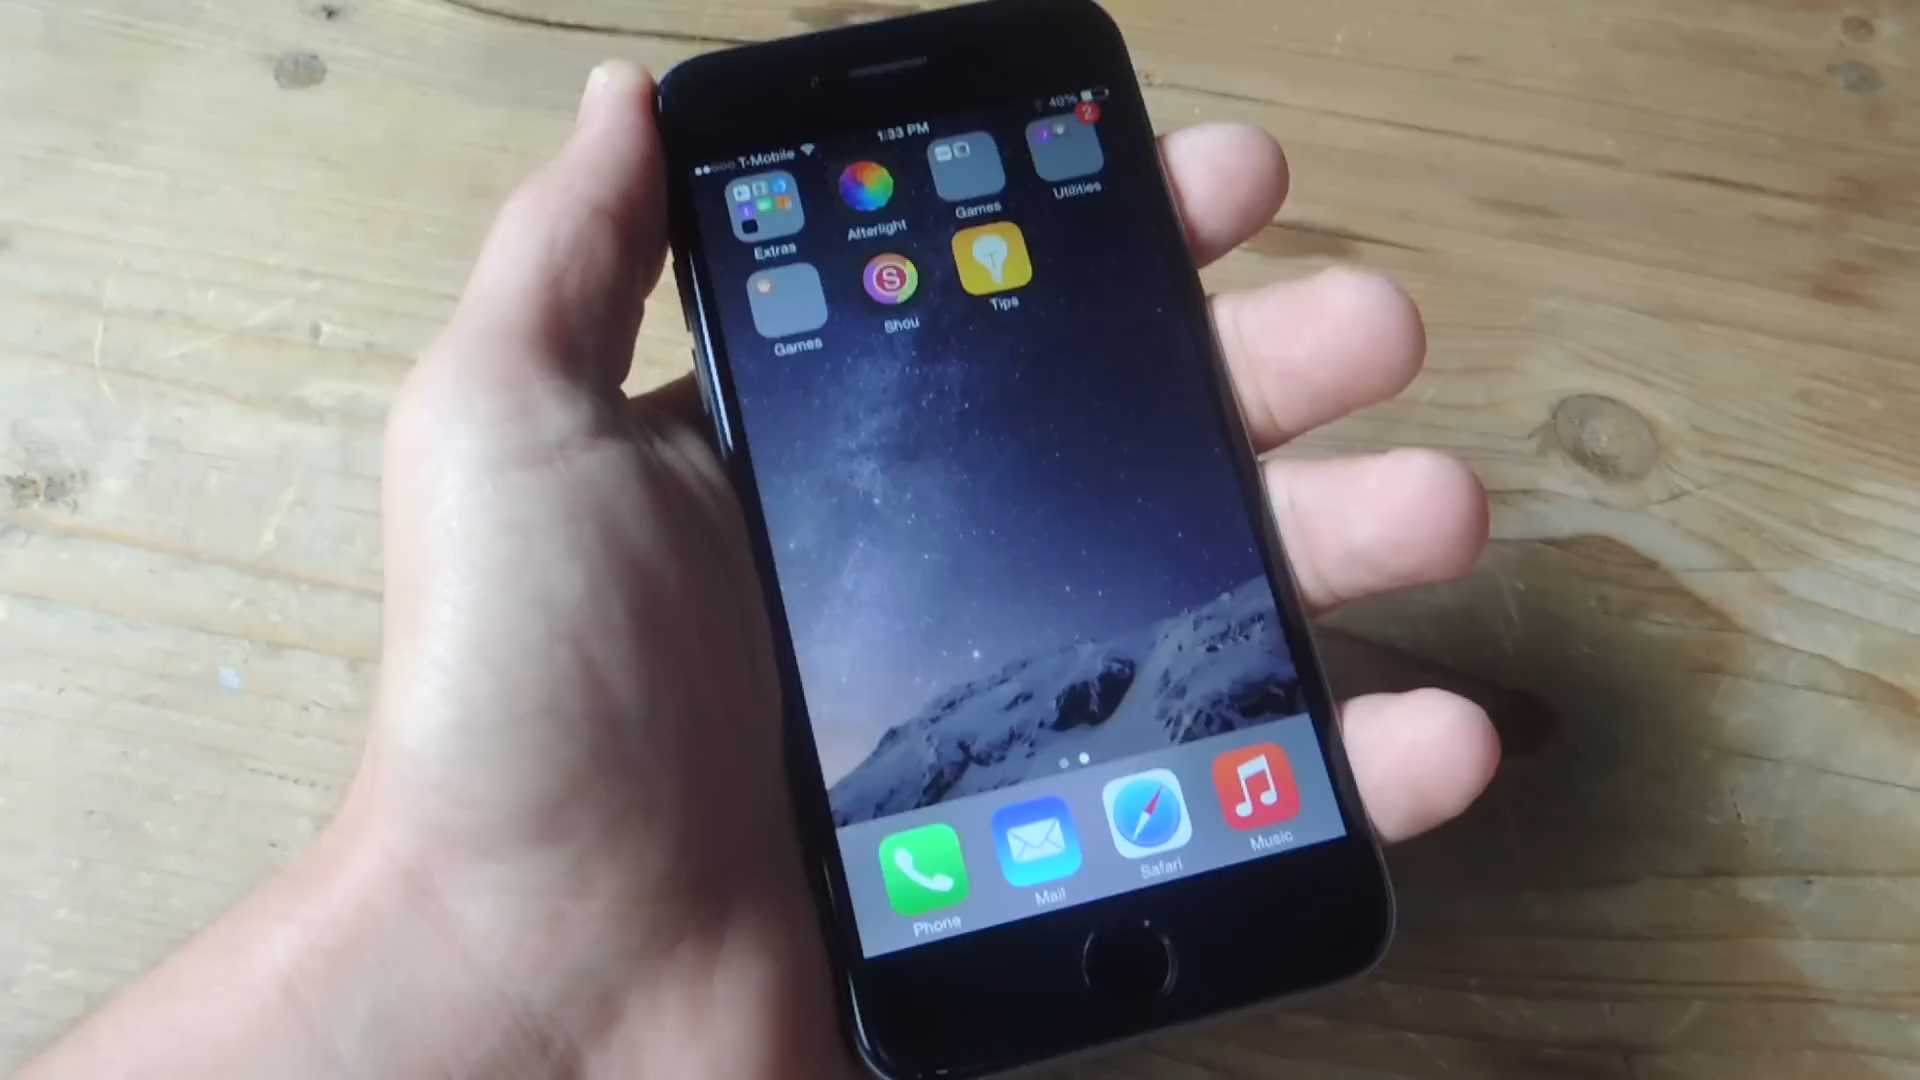 T-Mobile 1:33 PM 40%
2
Extras Afterlight Games Utilities
Games Shou Tips
S
Phone Mail Safari Music